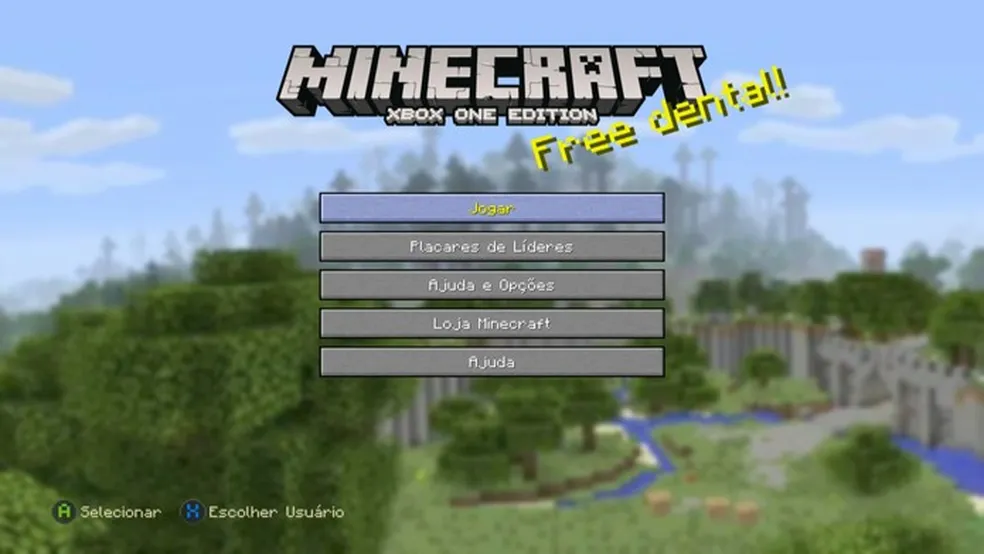 MINECRAFT
XBOX ONE EDITION
Free dental!
Jogar
Placares de Líderes
Ajuda e Opções
Loja Minecraft
Ajuda
A Selecionar X Escolher Usuário